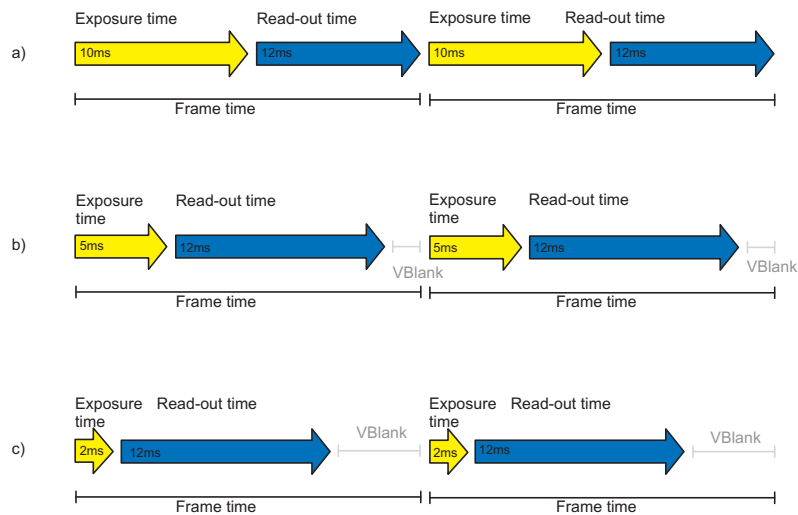 Exposure time Read-out time Exposure time Read-out time
a) 10ms 12ms 10ms 12ms
Frame time Frame time
Exposure Read-out time Exposure Read-out time
time time
b) 5ms 12ms 5ms 12ms
VBlank VBlank
Frame time Frame time
Exposure Read-out time Exposure Read-out time
time time
VBlank VBlank
c) 2ms 12ms 2ms 12ms
Frame time Frame time